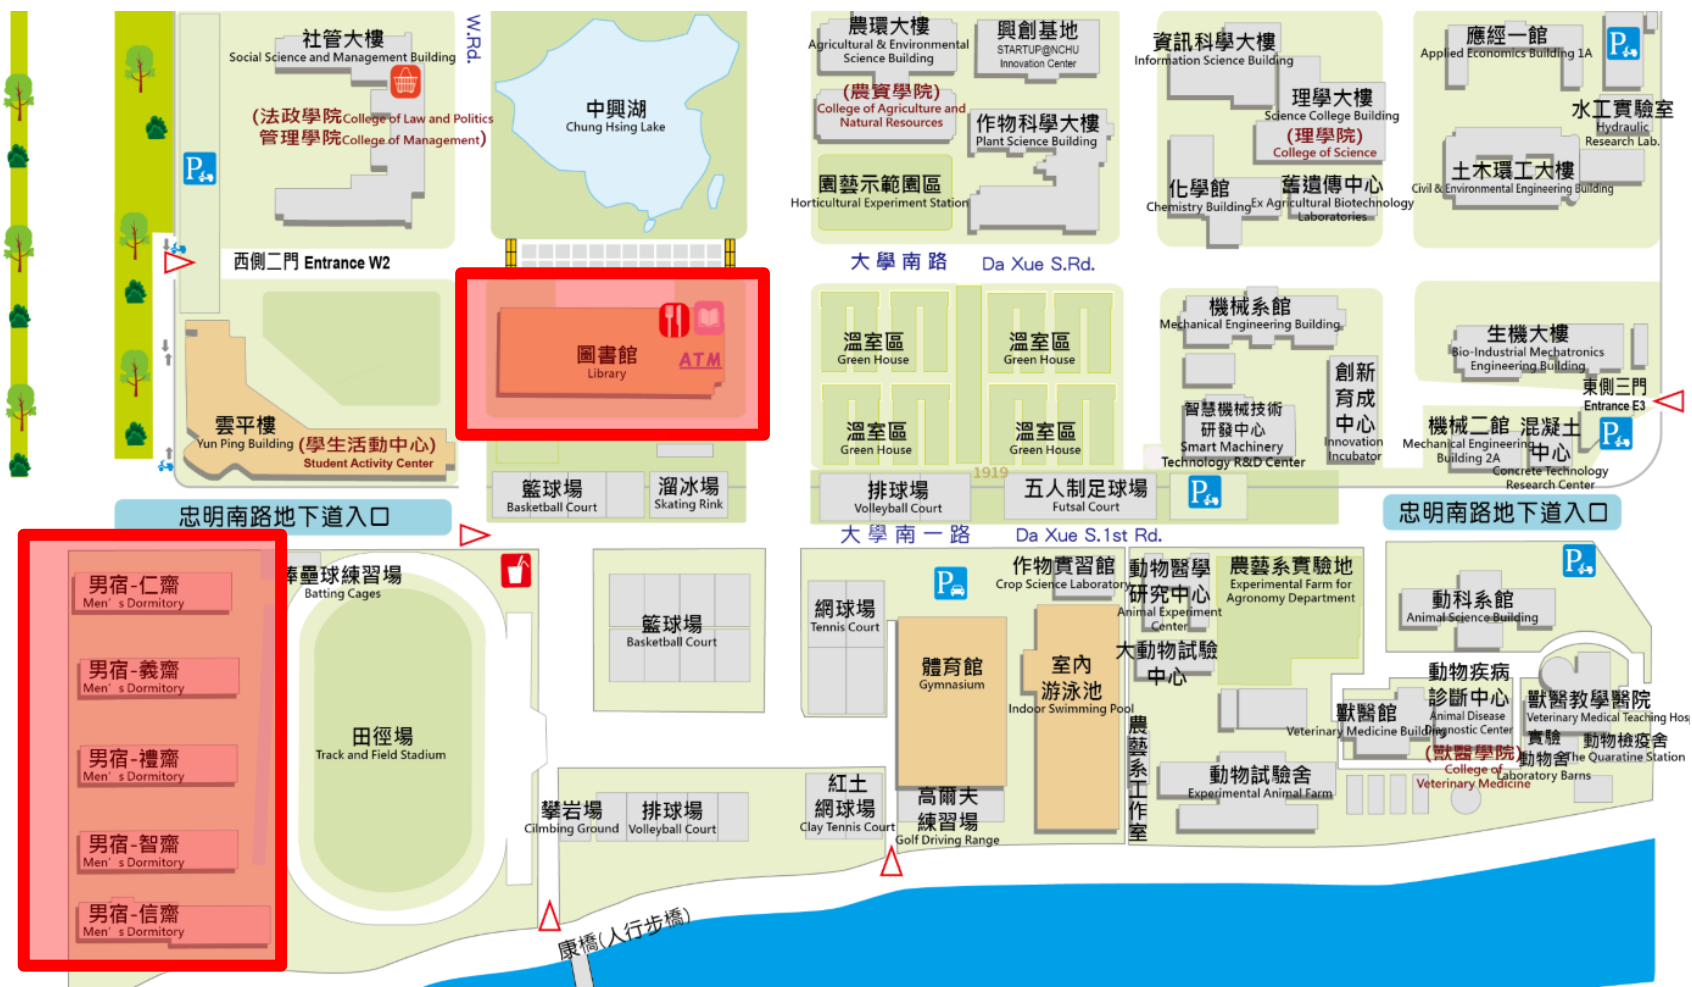 社管大樓
Social Science and Management Building
(法政學院College of Law and Politics
管理學院College of Management)
W.Rd.
中興湖
Chung Hsing Lake
農環大樓
Agricultural & Environmental
Science Building
(農資學院)
College of Agriculture and
Natural Resources
興創基地
STARTUP@NCHU
Innovation Center
作物科學大樓
Plant Science Building
園藝示範園區
Horticultural Experiment Station
資訊科學大樓
Information Science Building
理學大樓
Science College Building
(理學院)
College of Science
化學館
Chemistry Building
舊遺傳中心
Ex Agricultural Biotechnology
Laboratories
應經一館
Applied Economics Building 1A
P
水工實驗室
Hydraulic
Research Lab.
土木環工大樓
Civil & Environmental Engineering Building
P
西側二門 Entrance W2
大學南路 Da Xue S.Rd.
圖書館
Library
ATM
雲平樓
Yun Ping Building
(學生活動中心)
Student Activity Center
溫室區
Green House
溫室區
Green House
溫室區
Green House
溫室區
Green House
機械系館
Mechanical Engineering Building
創新
育成
中心
Innovation
Incubator
智慧機械技術
研發中心
Smart Machinery
Technology R&D Center
生機大樓
Bio-Industrial Mechatronics
Engineering Building
東側三門
Entrance E3
機械二館
Mechanical Engineering
Building 2A
混凝土
中心
Concrete Technology
Research Center
P
忠明南路地下道入口
籃球場
Basketball Court
溜冰場
Skating Rink
排球場
Volleyball Court
1919
五人制足球場
Futsal Court
P
忠明南路地下道入口
大學南一路 Da Xue S.1st Rd.
男宿-仁齋
Men's Dormitory
男宿-義齋
Men's Dormitory
男宿-禮齋
Men's Dormitory
男宿-智齋
Men's Dormitory
男宿-信齋
Men's Dormitory
棒壘球練習場
Batting Cages
田徑場
Track and Field Stadium
籃球場
Basketball Court
攀岩場
Cilmbing Ground
排球場
Volleyball Court
網球場
Tennis Court
P
紅土
網球場
Clay Tennis Court
體育館
Gymnasium
高爾夫
練習場
Golf Driving Range
作物實習館
Crop Science Laboratory
室內
游泳池
Indoor Swimming Pool
動物醫學
研究中心
Animal Experiment
Center
大動物試驗
中心
農藝系實驗地
Experimental Farm for
Agronomy Department
農藝系工作室
動物試驗舍
Experimental Animal Farm
P
動科系館
Animal Science Building
獸醫館
Veterinary Medicine Building
動物疾病
診斷中心
Animal Disease
Diagnostic Center
(獸醫學院)
College of
Veterinary Medicine
獸醫教學醫院
Veterinary Medical Teaching Hos
實驗
動物舍
Laboratory Barns
動物檢疫舍
The Quaratine Station
康橋(人行步橋)